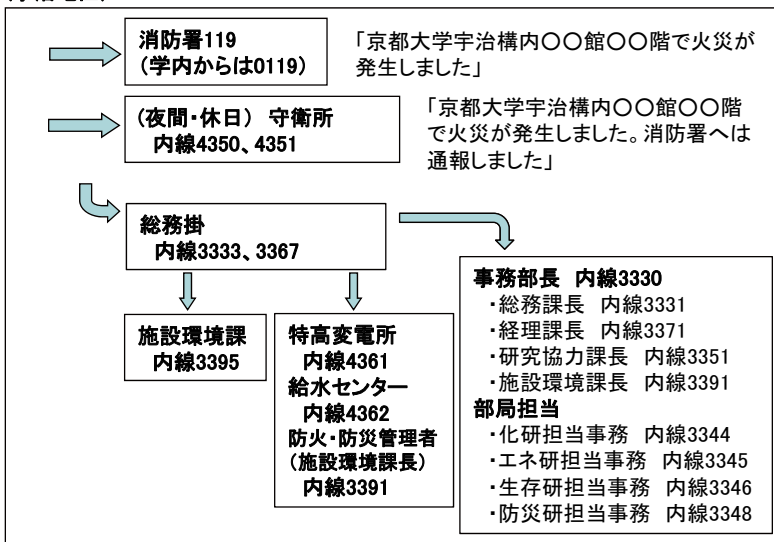 消防署119
(学内からは0119)
「京都大学宇治構内〇〇館〇〇階で火災が
発生しました」
(夜間・休日) 守衛所
内線4350、4351
「京都大学宇治構内〇〇館〇〇階
で火災が発生しました。消防署へは
通報しました」
総務掛
内線3333、3367
施設環境課
内線3395
特高変電所
内線4361
給水センター
内線4362
防火・防災管理者
(施設環境課長)
内線3391
事務部長 内線3330
・総務課長 内線3331
・経理課長 内線3371
・研究協力課長 内線3351
・施設環境課長 内線3391
部局担当
・化研担当事務 内線3344
・エネ研担当事務 内線3345
・生存研担当事務 内線3346
・防災研担当事務 内線3348